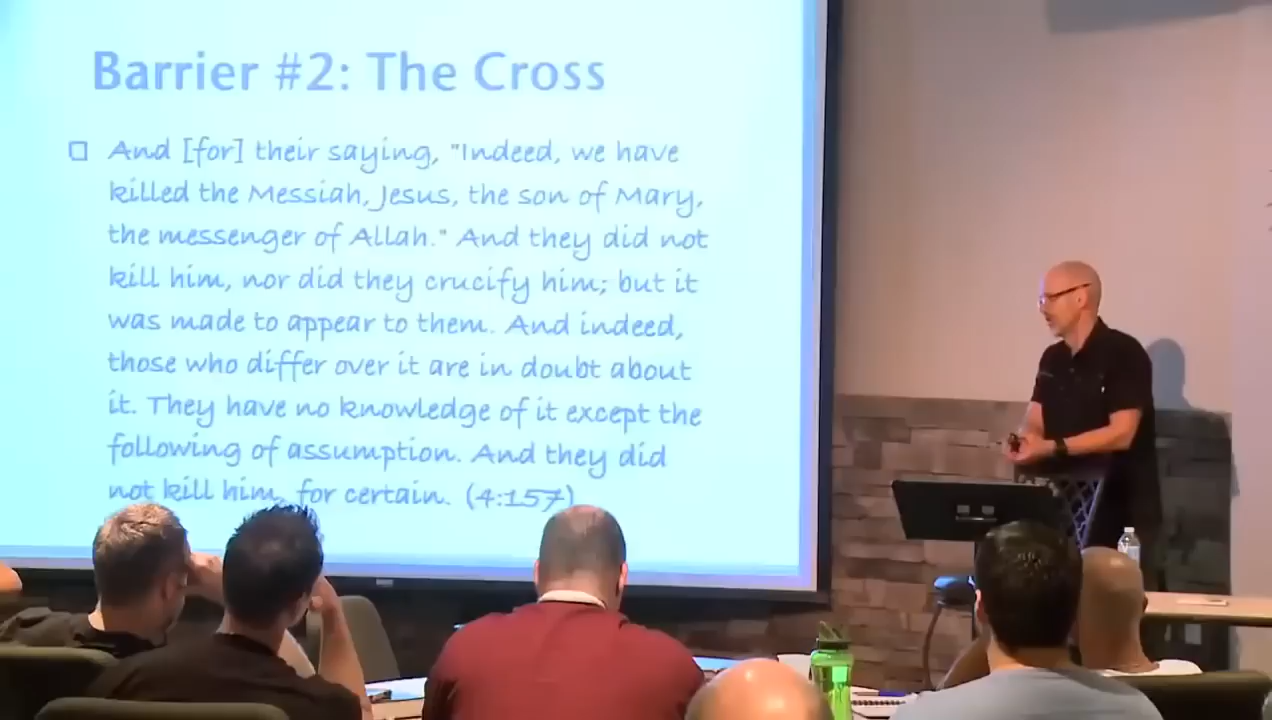 Barrier #2: The Cross
And [for] their saying, "Indeed, we have
killed the Messiah, Jesus, the son of Mary,
the messenger of Allah." And they did not
kill him, nor did they crucify him; but it
was made to appear to them. And indeed,
those who differ over it are in doubt about
it. They have no knowledge of it except the
following of assumption. And they did
not kill him, for certain. (4:157)